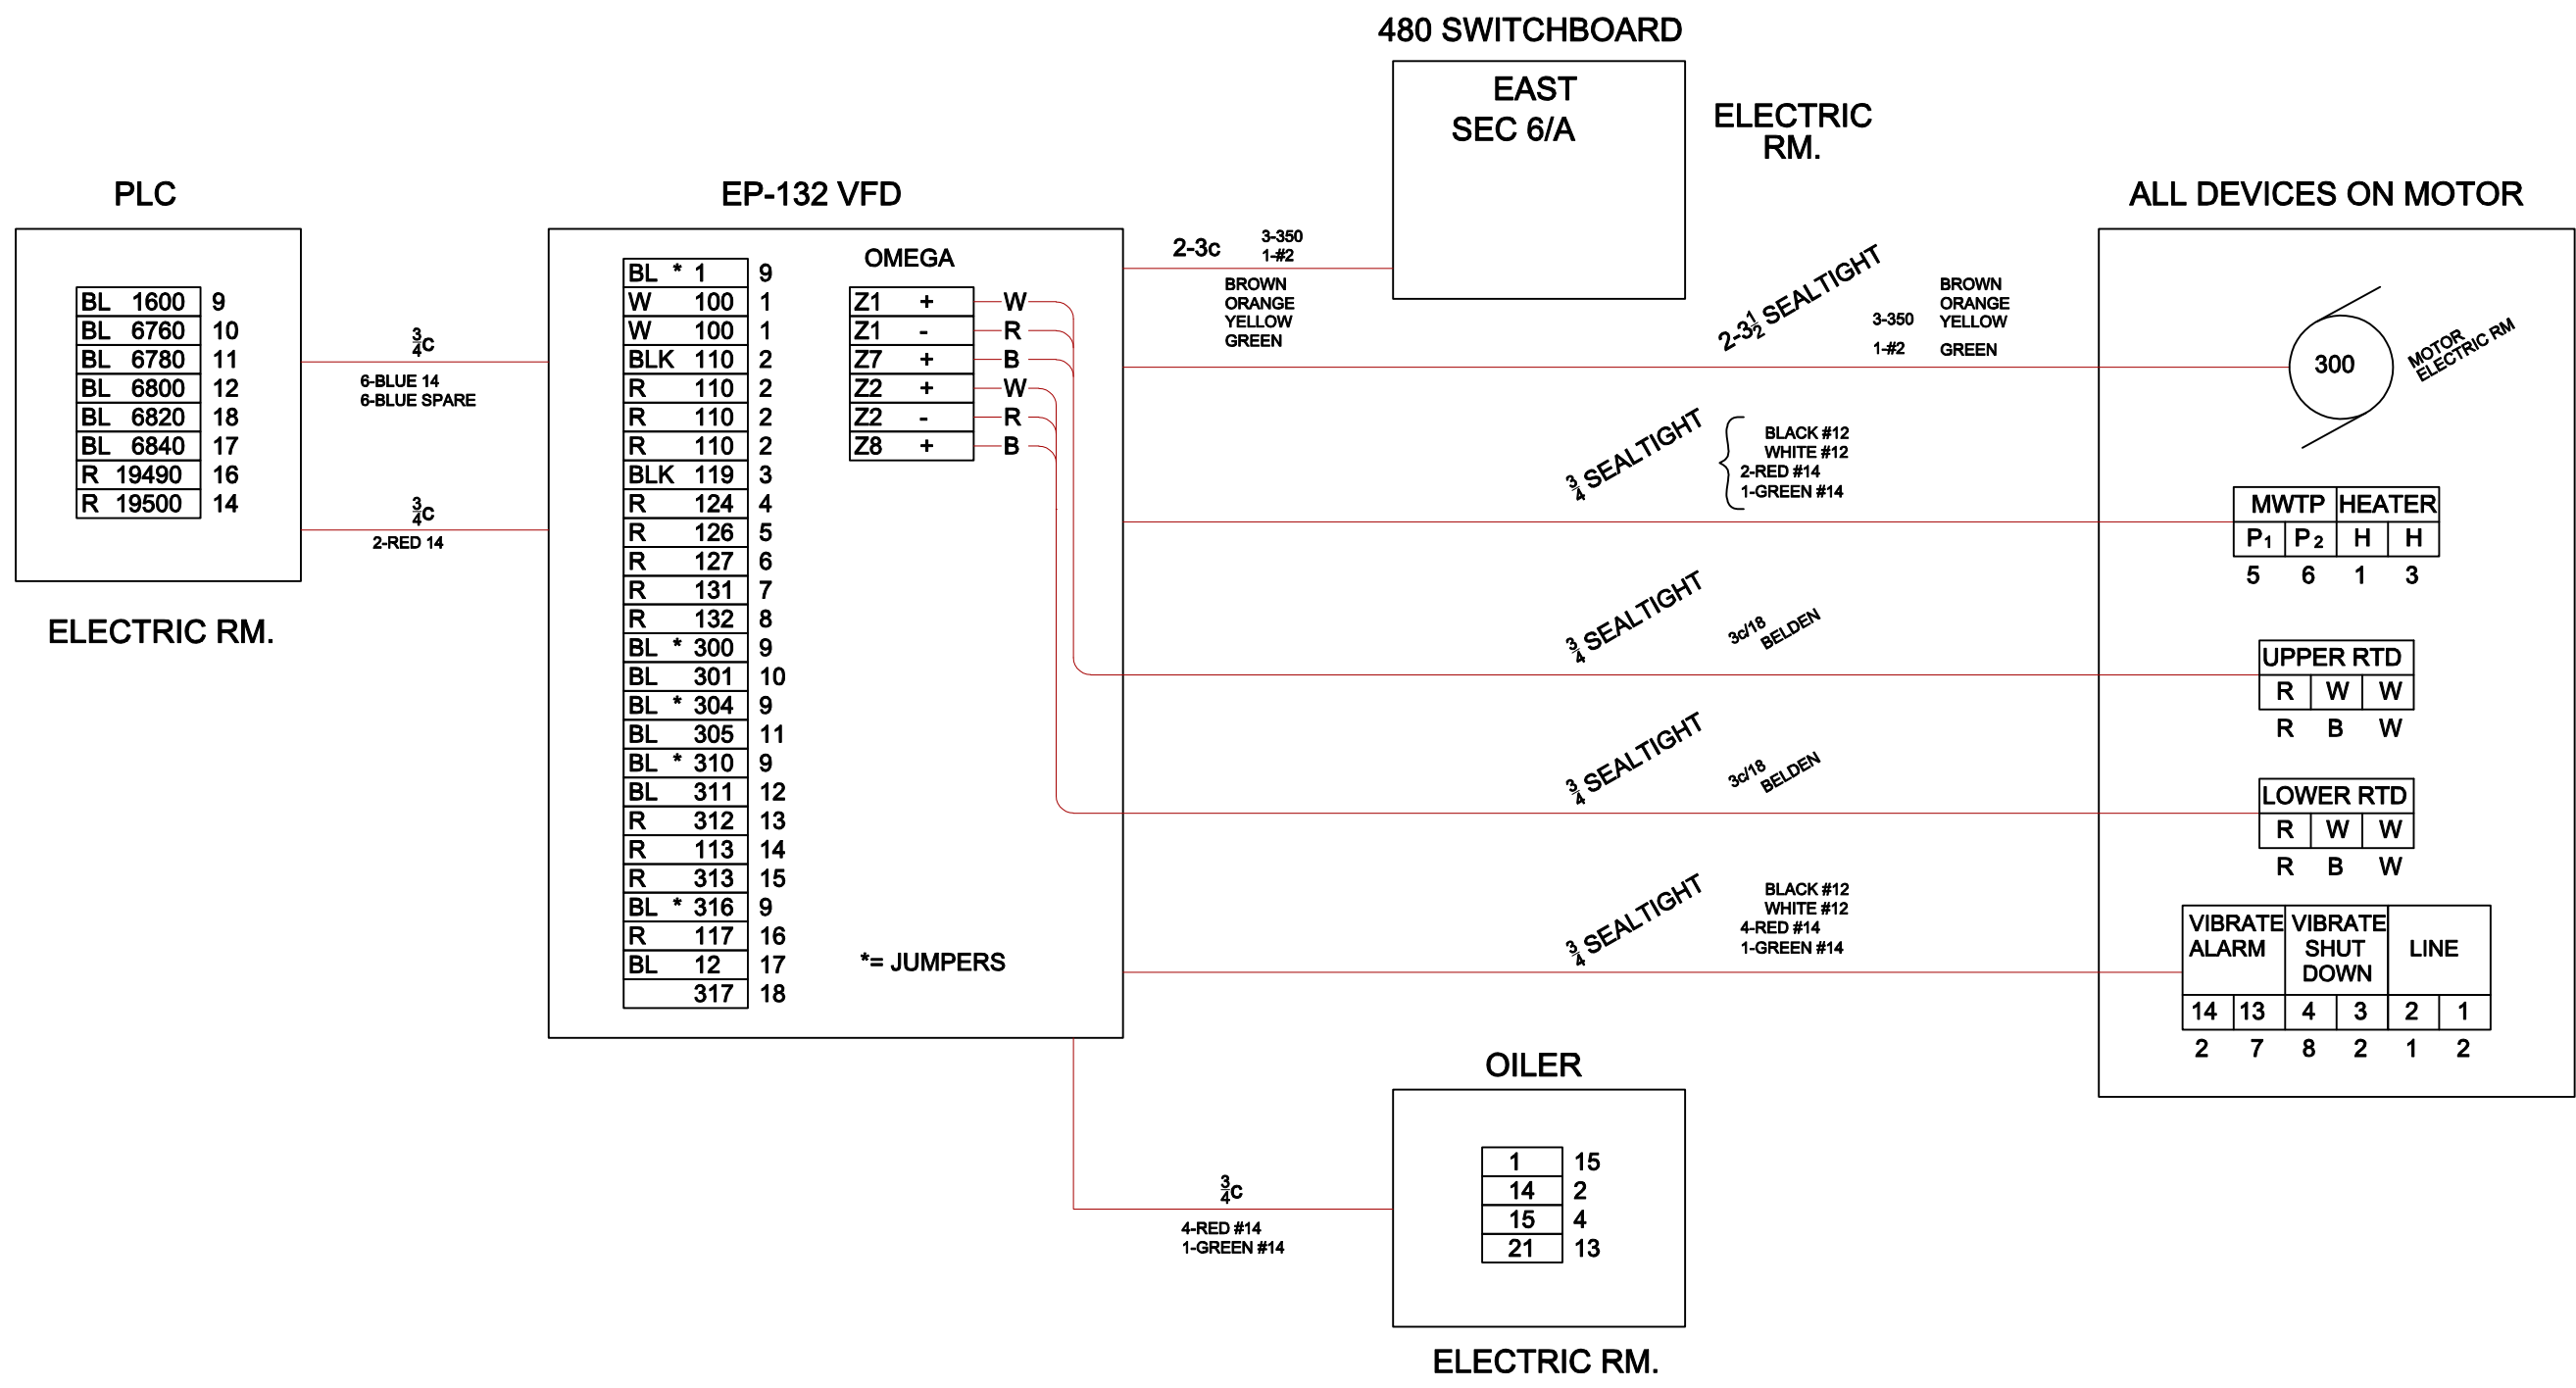 480 SWITCHBOARD
EAST
SEC 6/A
ELECTRIC
RM.
PLC
BL 1600 9
BL 6760 10
BL 6780 11
BL 6800 12
BL 6820 18
BL 6840 17
R 19490 16
R 19500 14
ELECTRIC RM.
3/4C
6-BLUE 14
6-BLUE SPARE
3/4C
2-RED 14
EP-132 VFD
BL * 1 9
W 100 1
W 100 1
BLK 110 2
R 110 2
R 110 2
R 110 2
BLK 119 3
R 124 4
R 126 5
R 127 6
R 131 7
R 132 8
BL * 300 9
BL 301 10
BL * 304 9
BL 305 11
BL * 310 9
BL 311 12
R 312 13
R 113 14
R 313 15
BL * 316 9
R 117 16
BL 12 17
317 18
OMEGA
Z1 + W
Z1 - R
Z7 + B
Z2 + W
Z2 - R
Z8 + B
*= JUMPERS
2-3c
3-350
1-#2
BROWN
ORANGE
YELLOW
GREEN
2-3 1/2 SEALTIGHT
3-350
1-#2
BROWN
ORANGE
YELLOW
GREEN
3/4 SEALTIGHT
BLACK #12
WHITE #12
2-RED #14
1-GREEN #14
3/4 SEALTIGHT
3c/18
BELDEN
3/4 SEALTIGHT
3c/18
BELDEN
3/4 SEALTIGHT
BLACK #12
WHITE #12
4-RED #14
1-GREEN #14
ALL DEVICES ON MOTOR
300
MOTOR
ELECTRIC RM
MWTP HEATER
P1 P2 H H
5 6 1 3
UPPER RTD
R W W
R B W
LOWER RTD
R W W
R B W
VIBRATE ALARM
VIBRATE SHUT DOWN
LINE
14 13 4 3 2 1
2 7 8 2 1 2
OILER
1 15
14 2
15 4
21 13
ELECTRIC RM.
3/4C
4-RED #14
1-GREEN #14